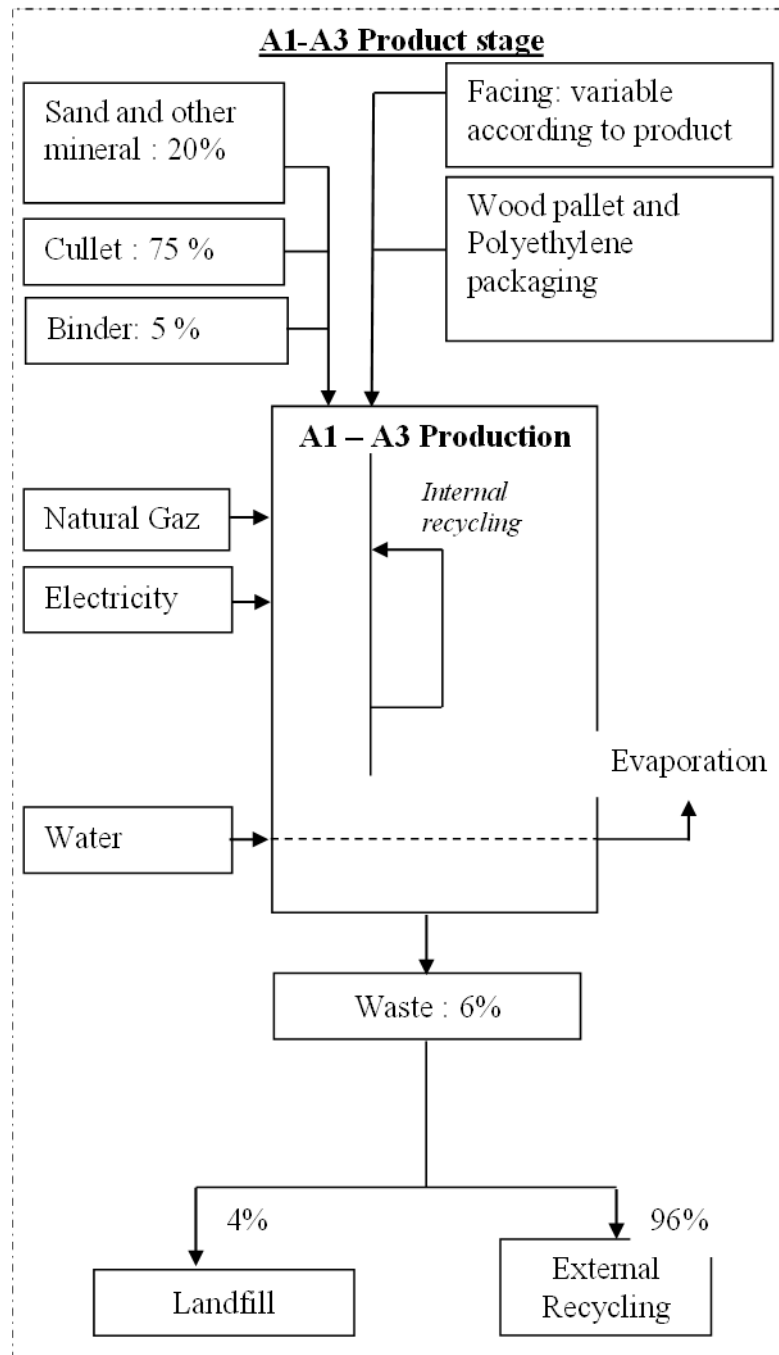 A1-A3 Product stage
Sand and other
mineral : 20%
Facing: variable
according to product
Cullet : 75 %
Wood pallet and
Polyethylene
packaging
Binder: 5 %
A1 – A3 Production
Internal
recycling
Natural Gaz
Electricity
Evaporation
Water
Waste : 6%
4%
96%
Landfill
External
Recycling